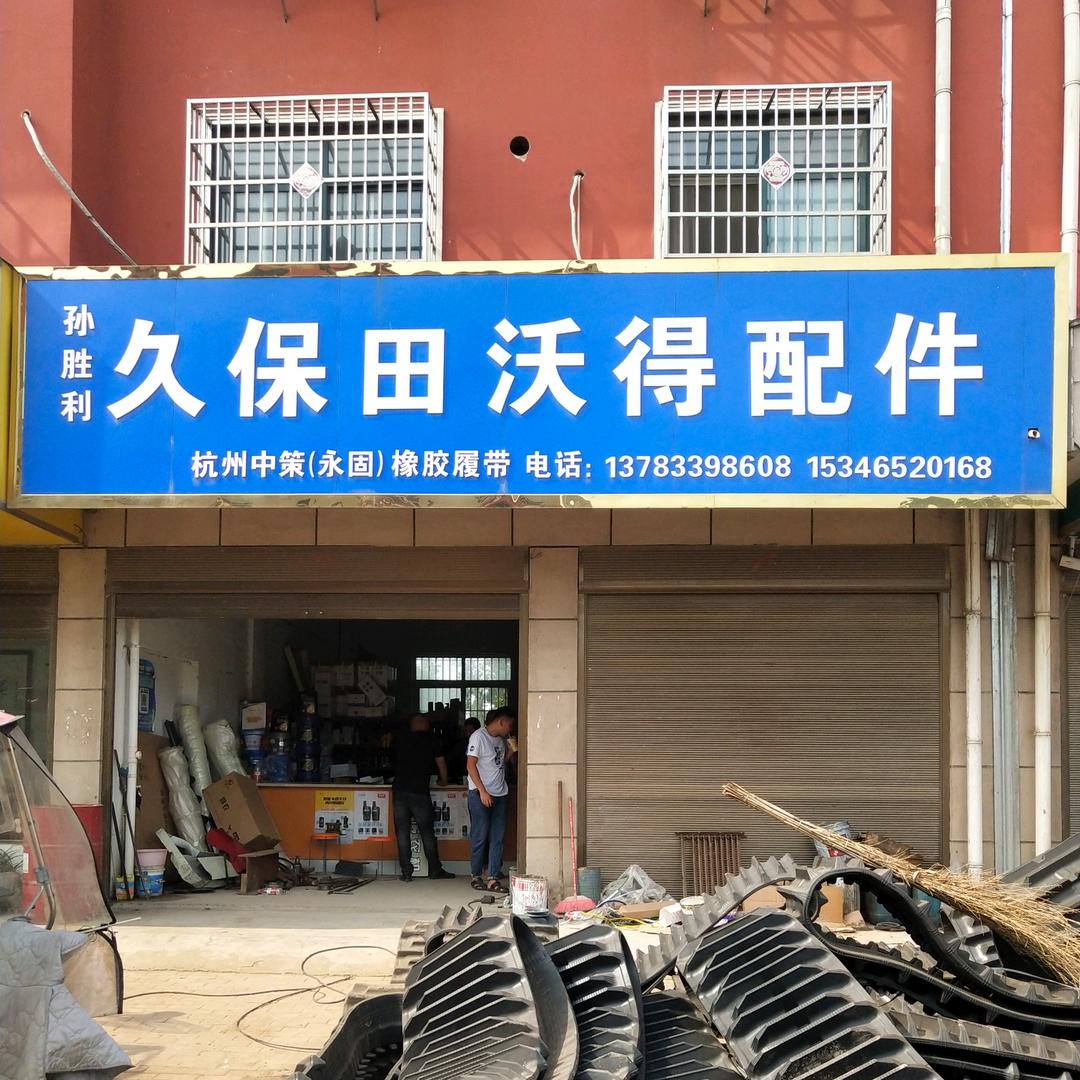 孙胜利
久保田沃得配件
杭州中策(永固)橡胶履带 电话: 13783398608 15346520168